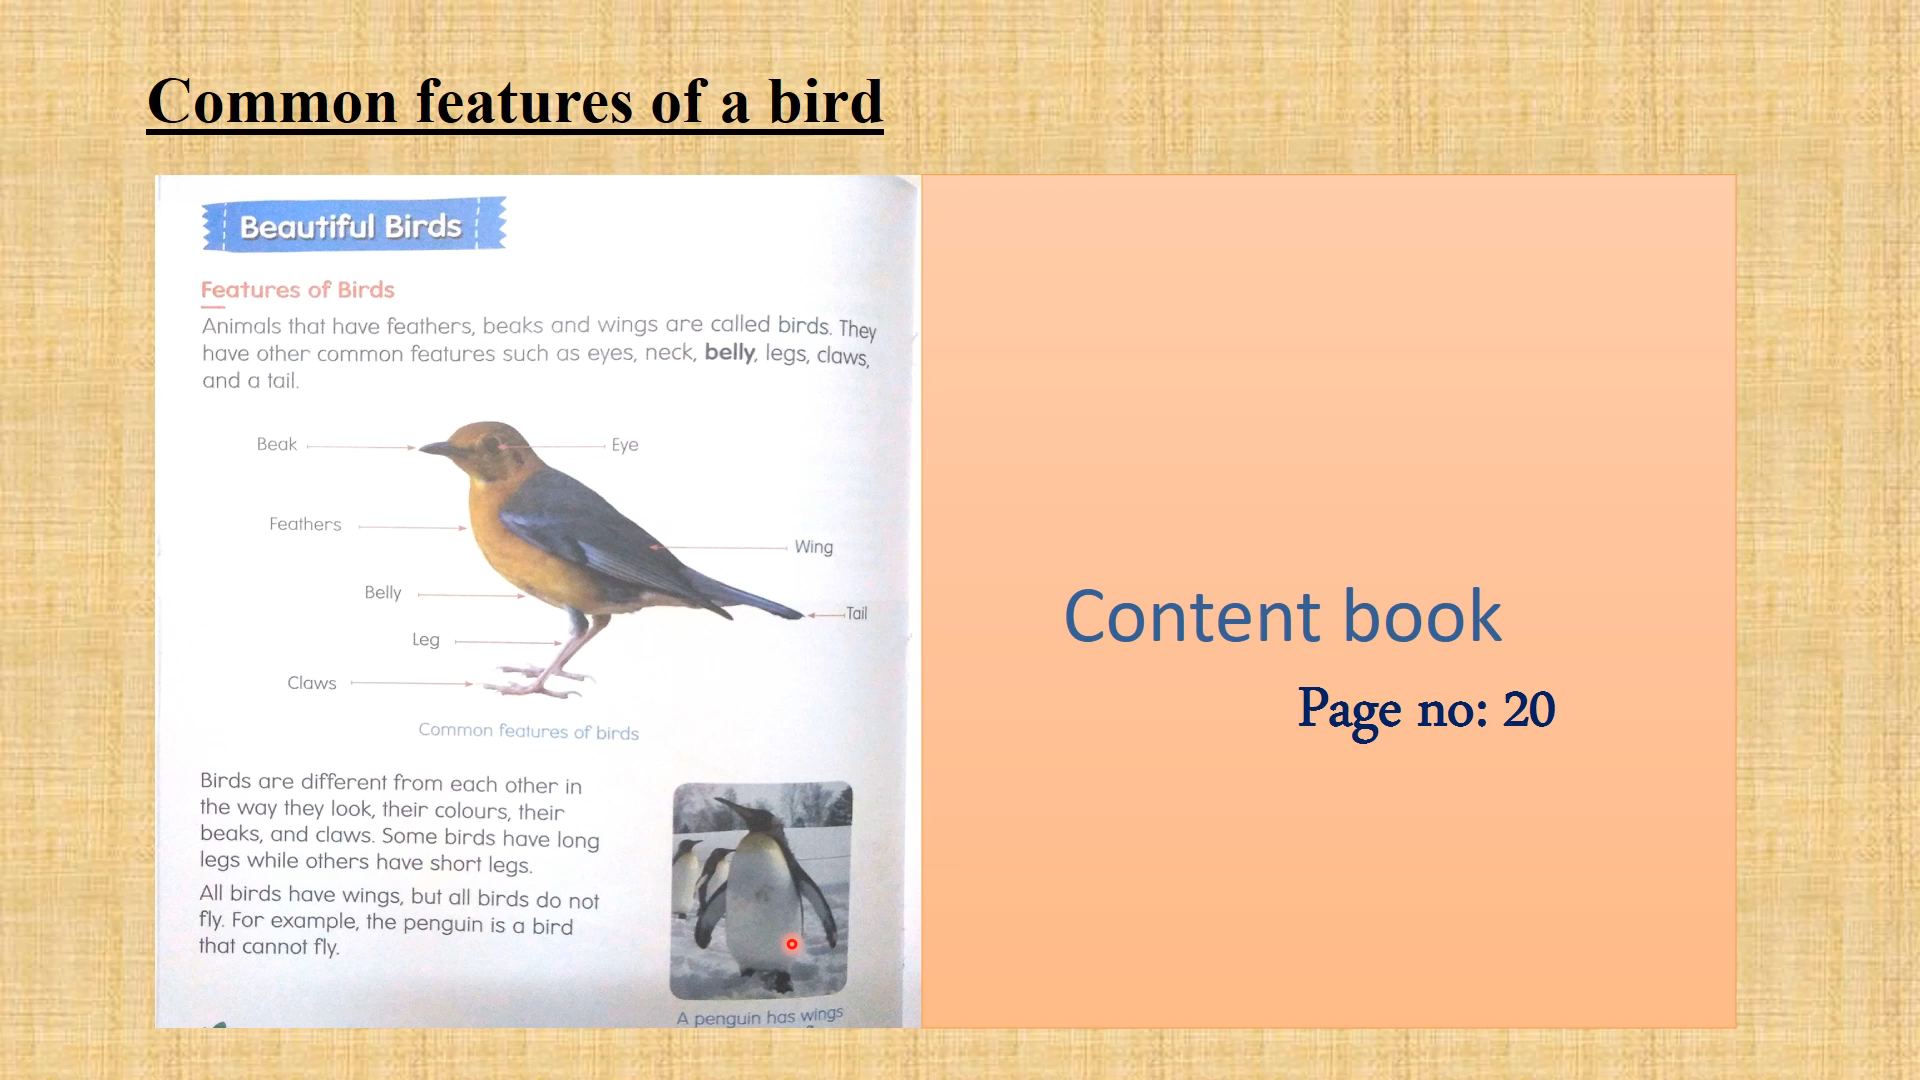 Common features of a bird
Beautiful Birds
Features of Birds
Animals that have feathers, beaks and wings are called birds. They
have other common features such as eyes, neck, belly, legs, claws,
and a tail.
Beak
Eye
Feathers
Wing
Belly
Tail
Leg
Claws
Common features of birds
Birds are different from each other in
the way they look, their colours, their
beaks, and claws. Some birds have long
legs while others have short legs.
All birds have wings, but all birds do not
fly. For example, the penguin is a bird
that cannot fly.
A penguin has wings
Content book
Page no: 20